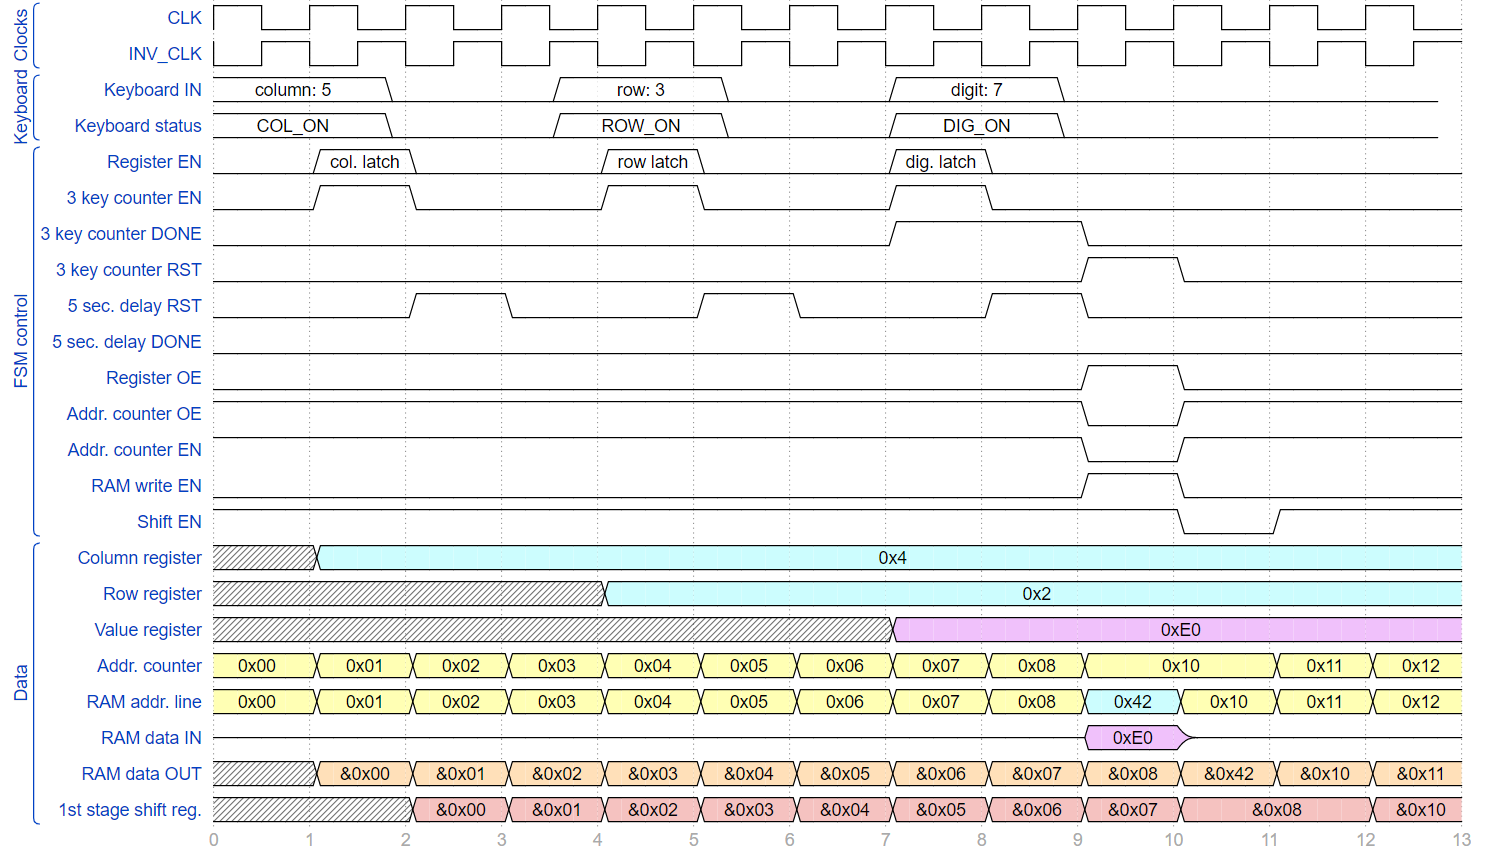 Clocks
CLK
INV_CLK
Keyboard
Keyboard IN column: 5 row: 3 digit: 7
Keyboard status COL_ON ROW_ON DIG_ON
FSM control
Register EN col. latch row latch dig. latch
3 key counter EN
3 key counter DONE
3 key counter RST
5 sec. delay RST
5 sec. delay DONE
Register OE
Addr. counter OE
Addr. counter EN
RAM write EN
Shift EN
Data
Column register 0x4
Row register 0x2
Value register 0xE0
Addr. counter 0x00 0x01 0x02 0x03 0x04 0x05 0x06 0x07 0x08 0x10 0x11 0x12
RAM addr. line 0x00 0x01 0x02 0x03 0x04 0x05 0x06 0x07 0x08 0x42 0x10 0x11 0x12
RAM data IN 0xE0
RAM data OUT &0x00 &0x01 &0x02 &0x03 &0x04 &0x05 &0x06 &0x07 &0x08 &0x42 &0x10 &0x11
1st stage shift reg. &0x00 &0x01 &0x02 &0x03 &0x04 &0x05 &0x06 &0x07 &0x08 &0x10
0 1 2 3 4 5 6 7 8 9 10 11 12 13